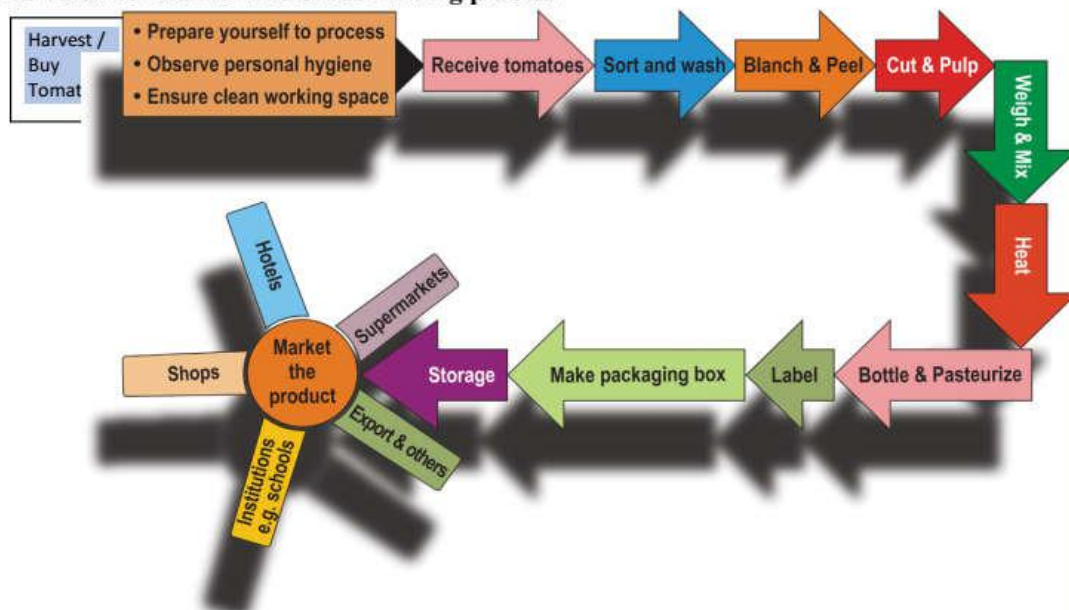 Harvest /
Buy
Tomat
• Prepare yourself to process
• Observe personal hygiene
• Ensure clean working space
Receive tomatoes
Sort and wash
Blanch & Peel
Cut & Pulp
Weigh & Mix
Heat
Bottle & Pasteurize
Label
Make packaging box
Storage
Market
the
product
Hotels
Supermarkets
Shops
Export & others
Institutions
e.g. schools